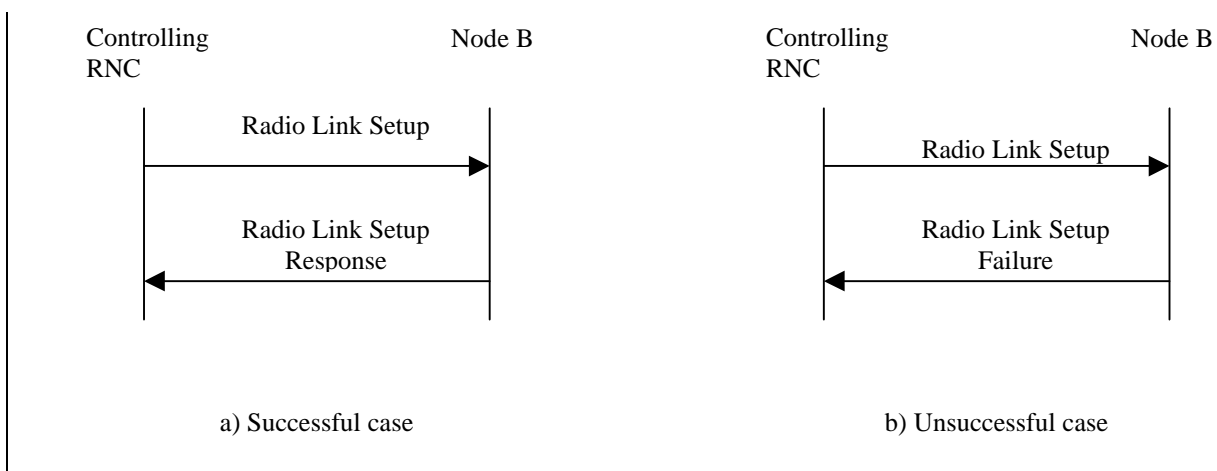 Controlling
RNC
Node B
Radio Link Setup
Radio Link Setup
Response
a) Successful case
Controlling
RNC
Node B
Radio Link Setup
Radio Link Setup
Failure
b) Unsuccessful case